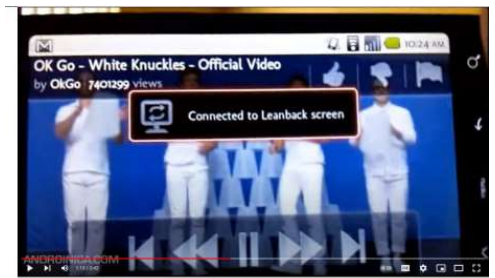 10:24 AM
OK Go - White Knuckles - Official Video
by OkGo 7401299 views
Connected to Leanback screen
ANDROINICA.COM